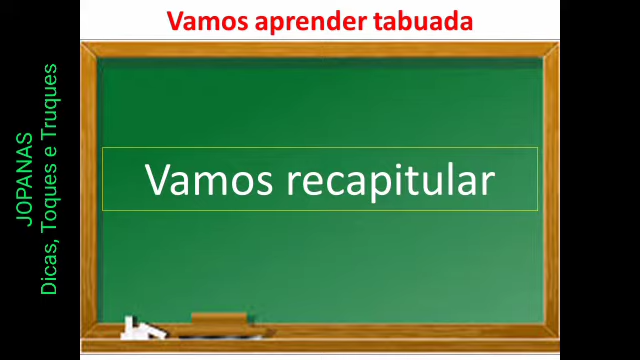 Vamos aprender tabuada
Vamos recapitular
JOPANAS
Dicas, Toques e Truques